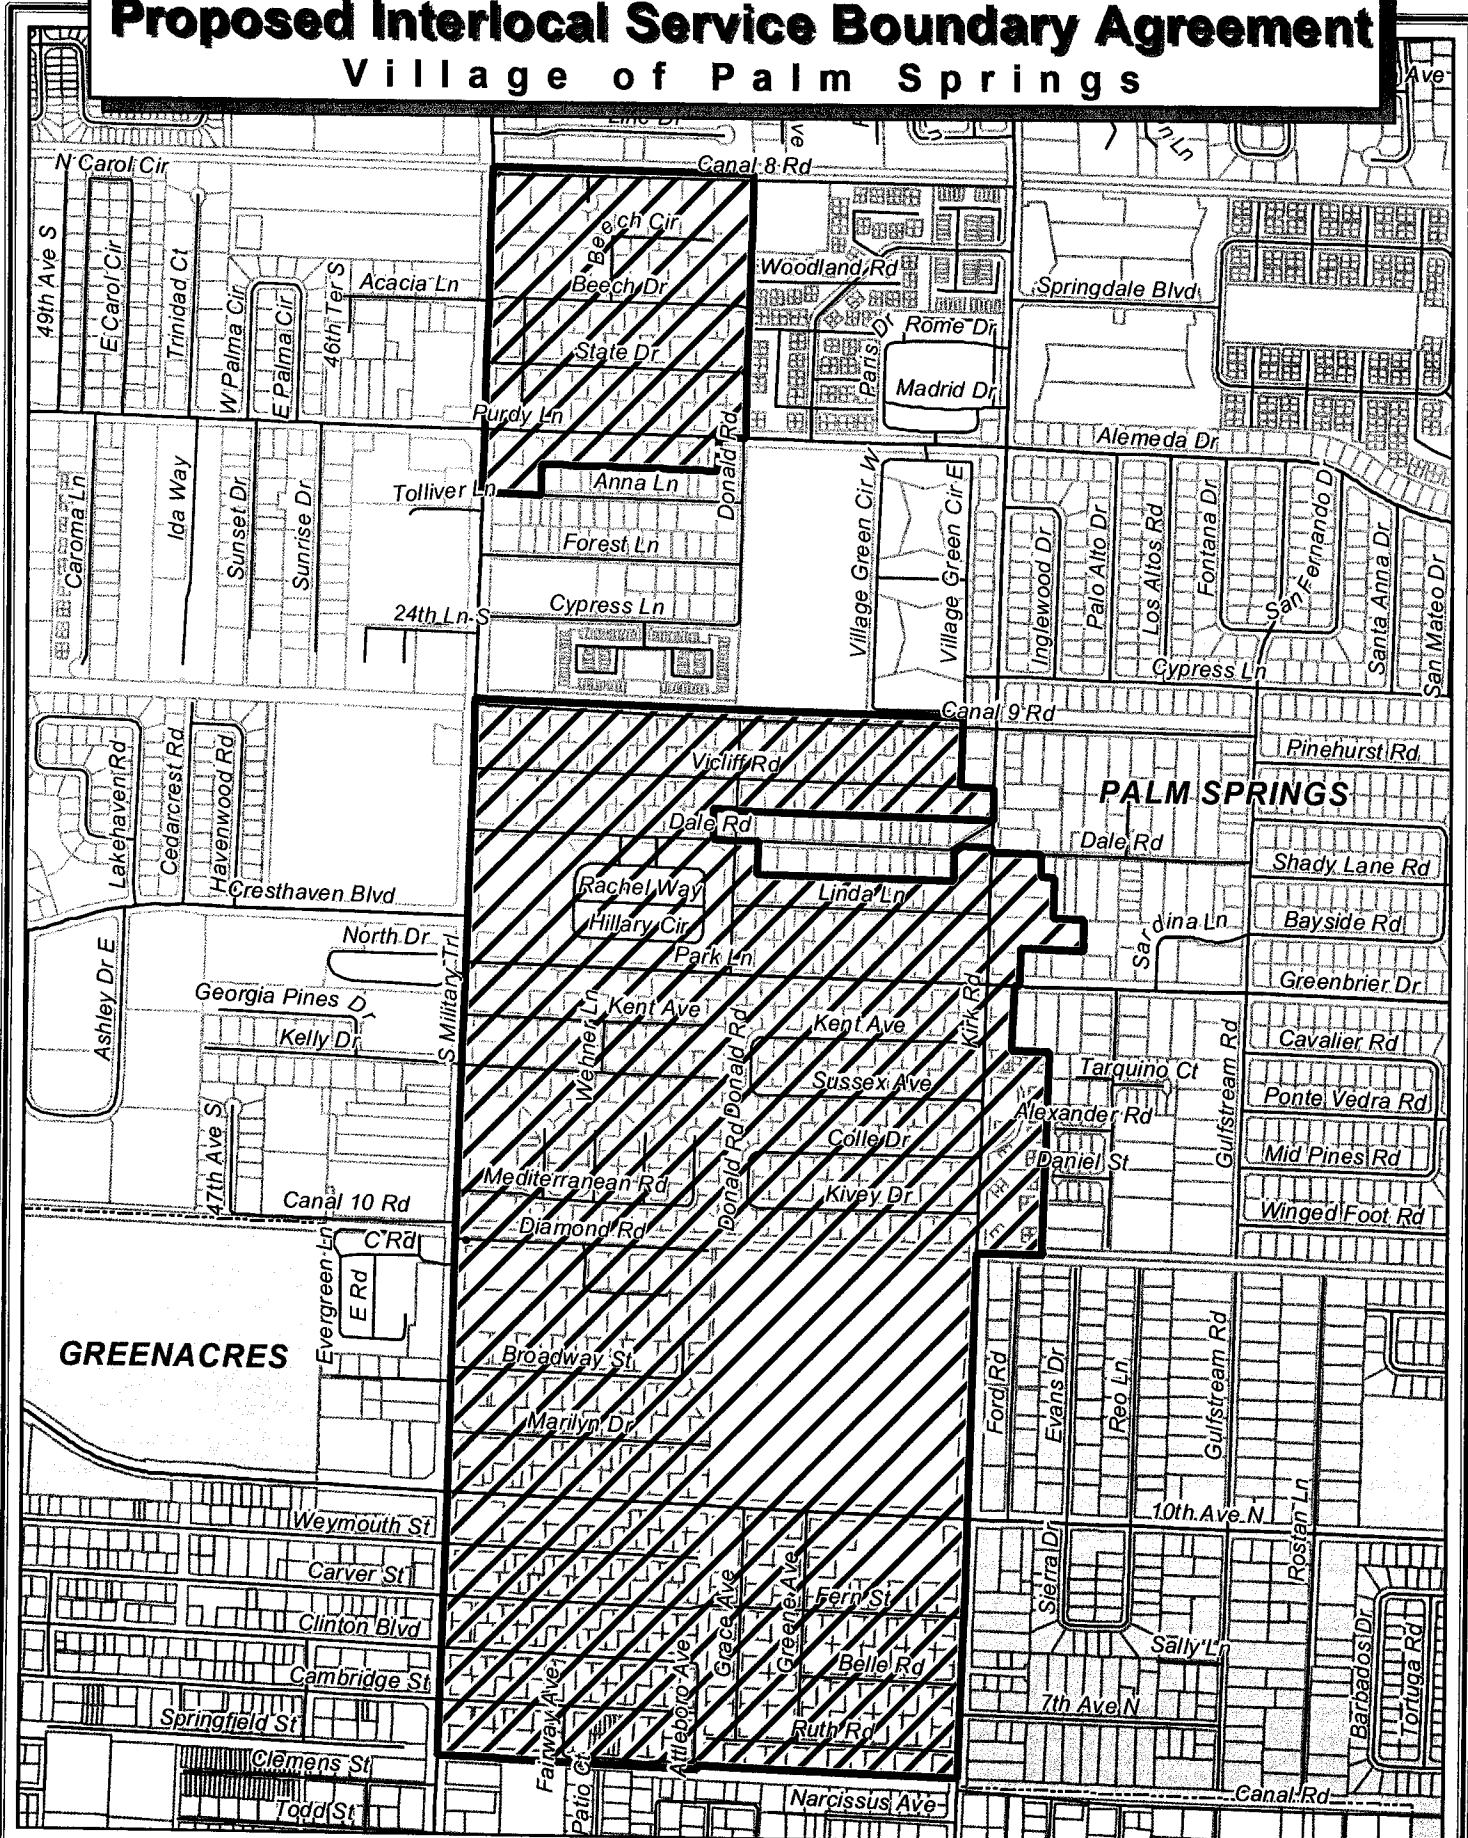 Proposed Interlocal Service Boundary Agreement
Village of Palm Springs
Ave
n Ln
N Carol Cir
Canal 8 Rd
49th Ave S
E Carol Cir
Trinidad Ct
W Palma Cir
E Palma Cir
46th Ter S
Acacia Ln
Beech Cir
Beech Dr
State Dr
Purdy Ln
Donald Rd
Woodland Rd
Paris Dr
Rome Dr
Madrid Dr
Springdale Blvd
Alemeda Dr
Caroma Ln
Ida Way
Sunset Dr
Sunrise Dr
Tolliver Ln
Anna Ln
Forest Ln
24th Ln S
Cypress Ln
Village Green Cir W
Village Green Cir E
Inglewood Dr
Palo Alto Dr
Los Altos Rd
Fontana Dr
San Fernando Dr
Santa Anna Dr
San Mateo Dr
Cypress Ln
Canal 9 Rd
Pinehurst Rd
Vicliff Rd
PALM SPRINGS
Lakehaven Rd
Cedarcrest Rd
Havenwood Rd
Dale Rd
Dale Rd
Shady Lane Rd
Cresthaven Blvd
Rachel Way
Linda Ln
Hillary Cir
Bayside Rd
Sardina Ln
North Dr
Park Ln
Greenbrier Dr
Ashley Dr E
Georgia Pines Dr
S Military Trl
Kent Ave
Kent Ave
Kirk Rd
Kelly Dr
Wenner Ln
Donald Rd
Gulfstream Rd
Cavalier Rd
Sussex Ave
Tarquino Ct
Ponte Vedra Rd
Alexander Rd
47th Ave S
Colle Dr
Daniel St
Mid Pines Rd
Mediterranean Rd
Donald Rd
Kivey Dr
Canal 10 Rd
Winged Foot Rd
Diamond Rd
C Rd
Evergreen Ln
E Rd
GREENACRES
Broadway St
Ford Rd
Evans Dr
Reo Ln
Gulfstream Rd
Marilyn Dr
Weymouth St
10th Ave N
Rostan Ln
Carver St
Sierra Dr
Fern St
Clinton Blvd
Grace Ave
Greene Ave
Sally Ln
Cambridge St
Belle Rd
Barbados Dr
Tortuga Rd
Springfield St
Fairway Ave
Attleboro Ave
7th Ave N
Ruth Rd
Clemens St
Patio Ct
Canal Rd
Todd St
Narcissus Ave